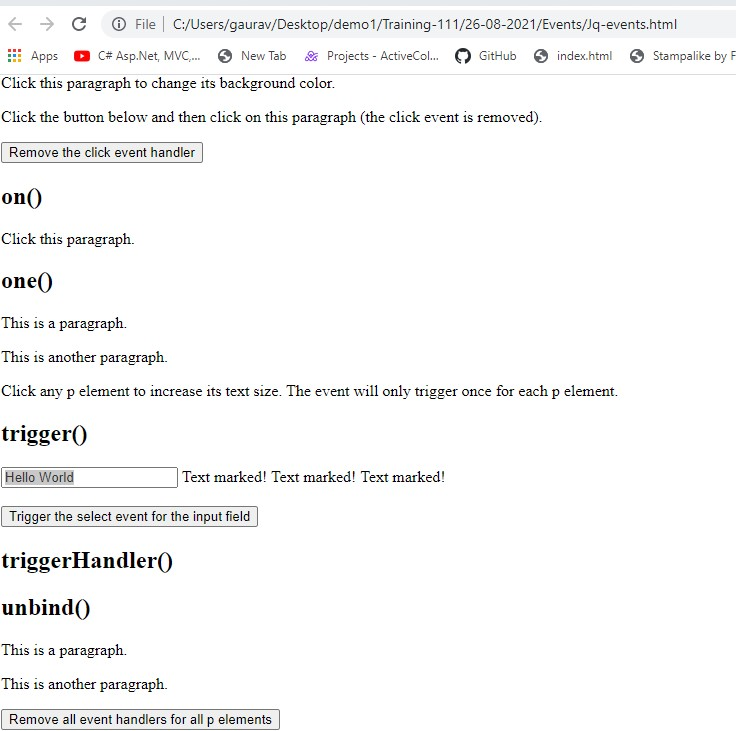 File C:/Users/gaurav/Desktop/demo1/Training-111/26-08-2021/Events/Jq-events.html
Apps C# Asp.Net, MVC,... New Tab Projects - ActiveCol... GitHub index.html Stampalike by F
Click this paragraph to change its background color.
Click the button below and then click on this paragraph (the click event is removed).
Remove the click event handler
on()
Click this paragraph.
one()
This is a paragraph.
This is another paragraph.
Click any p element to increase its text size. The event will only trigger once for each p element.
trigger()
Hello World Text marked! Text marked! Text marked!
Trigger the select event for the input field
triggerHandler()
unbind()
This is a paragraph.
This is another paragraph.
Remove all event handlers for all p elements